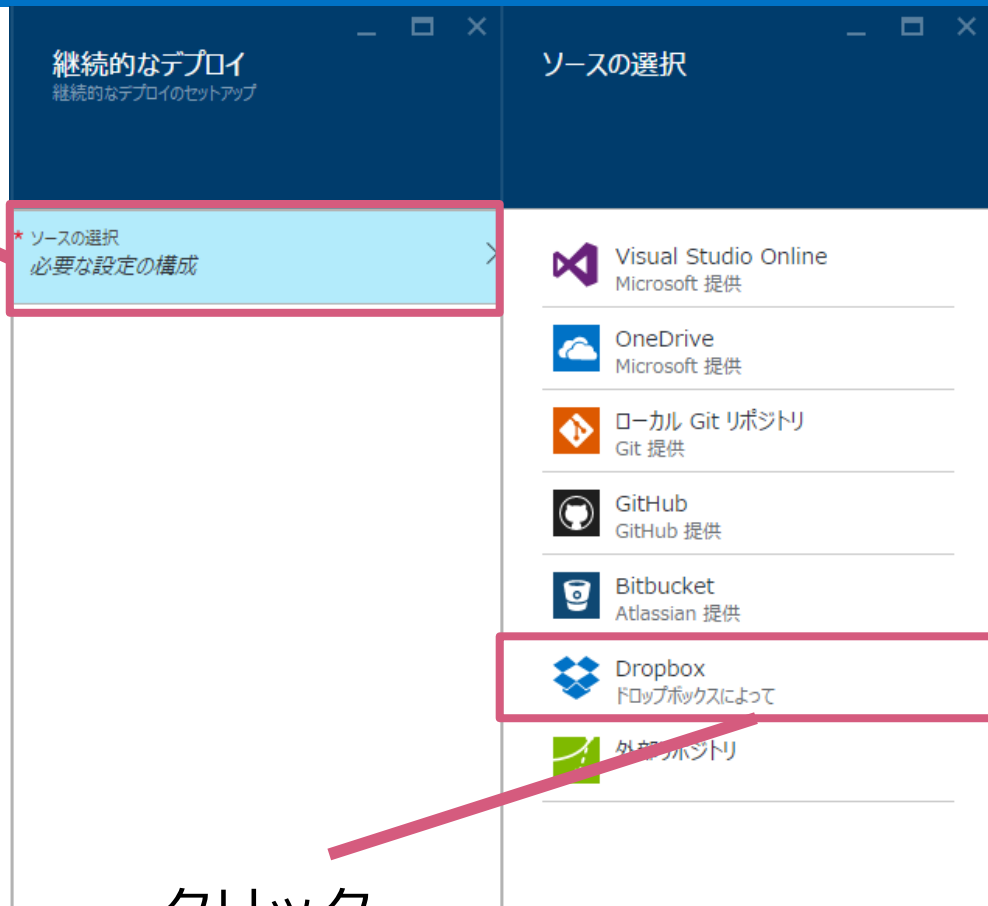 継続的なデプロイ
継続的なデプロイのセットアップ
* ソースの選択
必要な設定の構成
ソースの選択
Visual Studio Online
Microsoft 提供
OneDrive
Microsoft 提供
ローカル Git リポジトリ
Git 提供
GitHub
GitHub 提供
Bitbucket
Atlassian 提供
Dropbox
ドロップボックスによって
外部リポジトリ
クリック